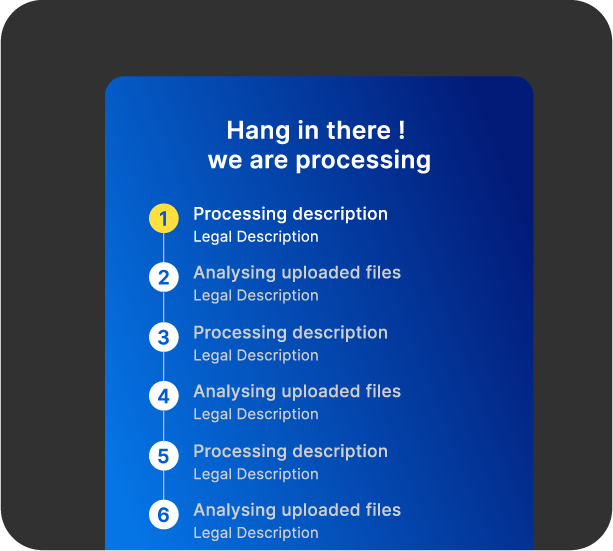 Hang in there !
we are processing
1 Processing description
Legal Description
2 Analysing uploaded files
Legal Description
3 Processing description
Legal Description
4 Analysing uploaded files
Legal Description
5 Processing description
Legal Description
6 Analysing uploaded files
Legal Description